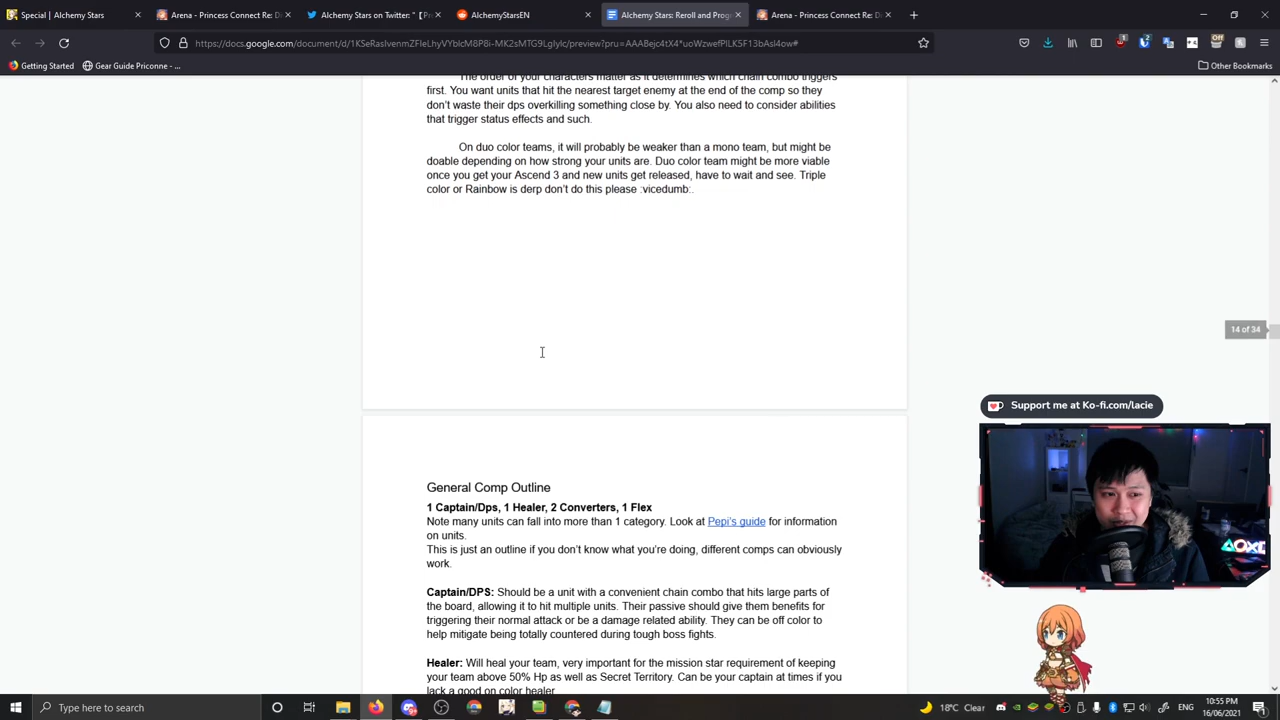 Special | Alchemy Stars
Arena - Princess Connect Re: Di
Alchemy Stars on Twitter: "
AlchemyStarsEN
Alchemy Stars: Reroll and Prog
Arena - Princess Connect Re: Di
Getting Started
Gear Guide Priconne - ...
Other Bookmarks
The order of your characters matter as it determines which chain combo triggers
first. You want units that hit the nearest target enemy at the end of the comp so they
don't waste their dps overkilling something close by. You also need to consider abilities
that trigger status effects and such.
On duo color teams, it will probably be weaker than a mono team, but might be
doable depending on how strong your units are. Duo color team might be more viable
once you get your Ascend 3 and new units get released, have to wait and see. Triple
color or Rainbow is derp don't do this please :vicedumb:.
14 of 34
General Comp Outline
1 Captain/Dps, 1 Healer, 2 Converters, 1 Flex
Note many units can fall into more than 1 category. Look at Pepi's guide for information
on units.
This is just an outline if you don't know what you're doing, different comps can obviously
work.
Captain/DPS: Should be a unit with a convenient chain combo that hits large parts of
the board, allowing it to hit multiple units. Their passive should give them benefits for
triggering their normal attack or be a damage related ability. They can be off color to
help mitigate being totally countered during tough boss fights.
Healer: Will heal your team, very important for the mission star requirement of keeping
your team above 50% Hp as well as Secret Territory. Can be your captain at times if you
lack a good on color healer
Support me at Ko-fi.com/lacie
Type here to search
18°C Clear
ENG
10:55 PM
16/06/2021